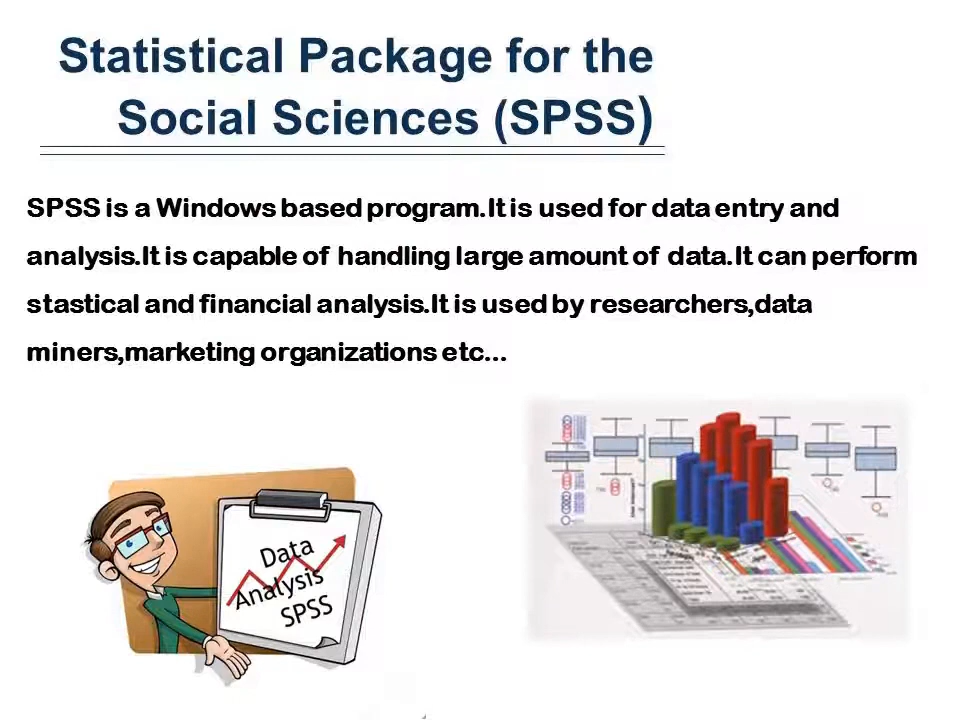 Statistical Package for the
Social Sciences (SPSS)
SPSS is a Windows based program.It is used for data entry and
analysis.It is capable of handling large amount of data.It can perform
stastical and financial analysis.It is used by researchers,data
miners,marketing organizations etc...
Data
Analysis
SPSS